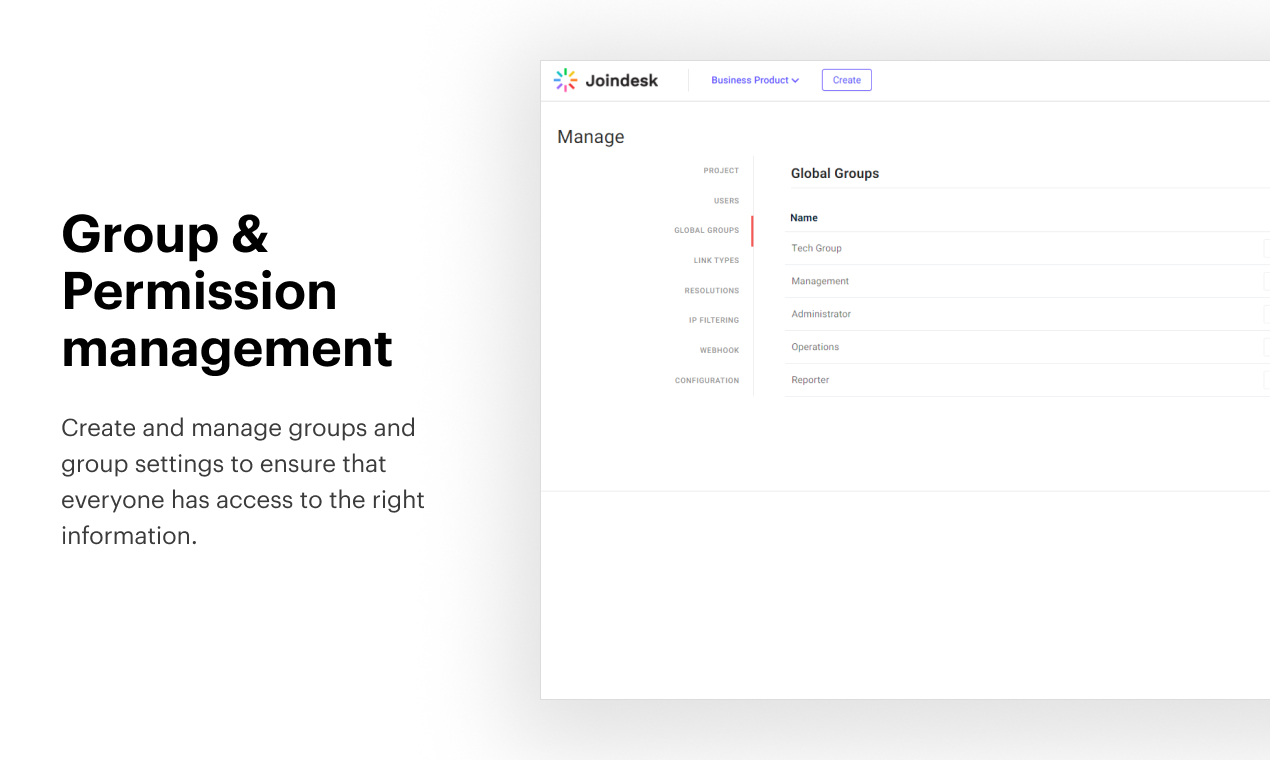 Group &
Permission
management
Create and manage groups and
group settings to ensure that
everyone has access to the right
information.
Joindesk
Business Product
Create
Manage
PROJECT
USERS
GLOBAL GROUPS
LINK TYPES
RESOLUTIONS
IP FILTERING
WEBHOOK
CONFIGURATION
Global Groups
Name
Tech Group
Management
Administrator
Operations
Reporter